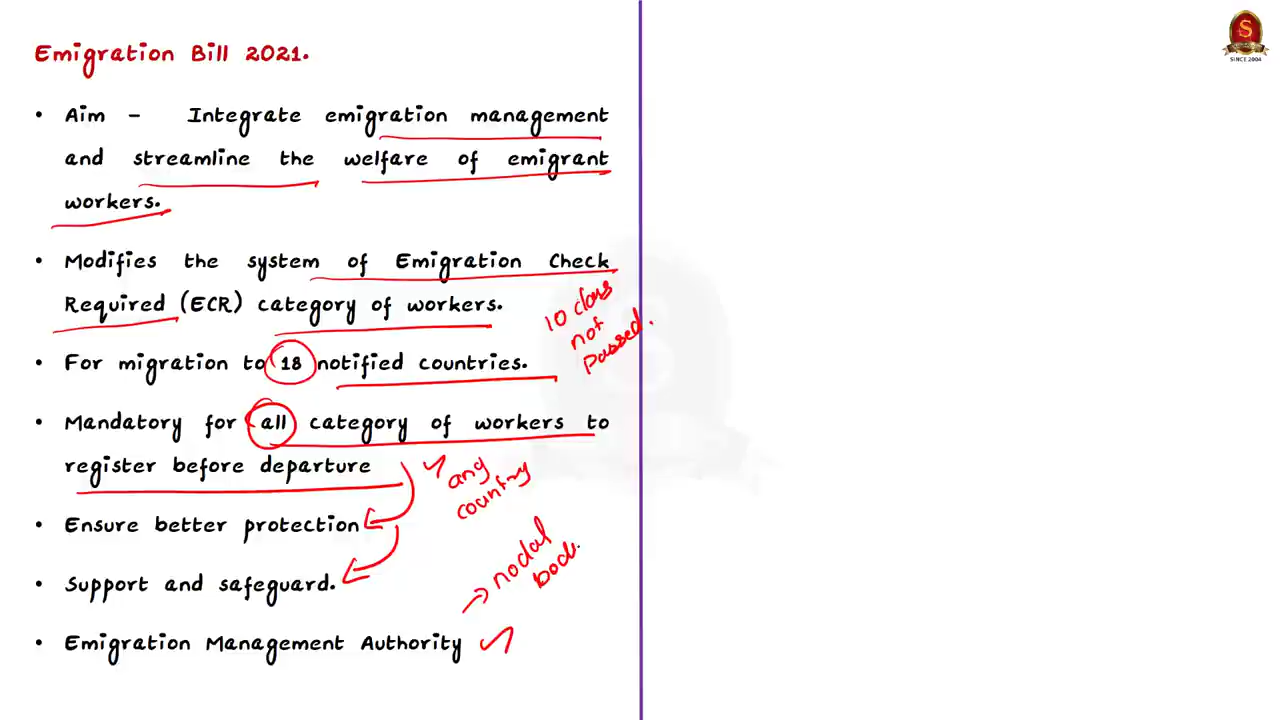 Emigration Bill 2021.
• Aim - Integrate emigration management
and streamline the welfare of emigrant
workers.
• Modifies the system of Emigration Check
Required (ECR) category of workers.
10 class
not
passed.
• For migration to 18 notified countries.
• Mandatory for all category of workers to
register before departure
any
country
• Ensure better protection
• Support and safeguard.
nodal
bod
• Emigration Management Authority
S
SINCE 2004